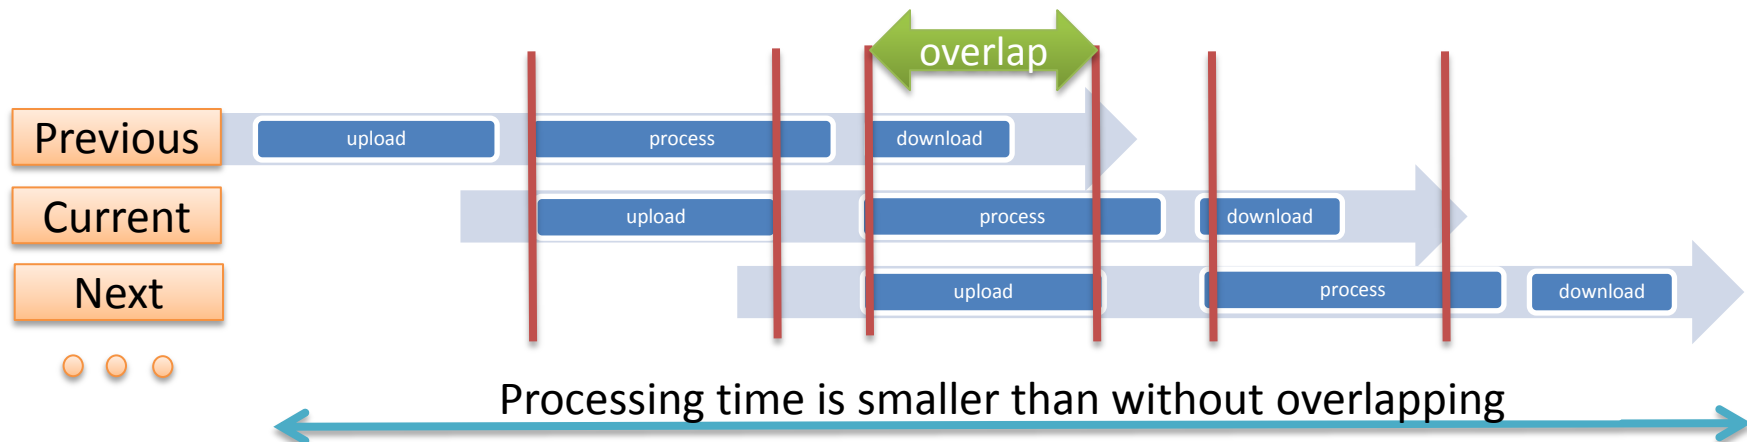 overlap
Previous
upload
process
download
Current
upload
process
download
Next
upload
process
download
Processing time is smaller than without overlapping